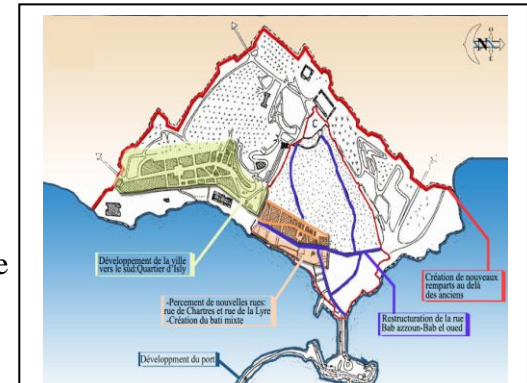 N
e
Développement de la ville
vers le sud:Quartier d'Isly
-Percement de nouvelles rues:
rue de Chartres et rue de la Lyre
-Création du bati mixte
Création de nouveaux
remparts au delà
des anciens
Restructuration de la rue
Bab azzoun-Bab el oued
Dévelopment du port